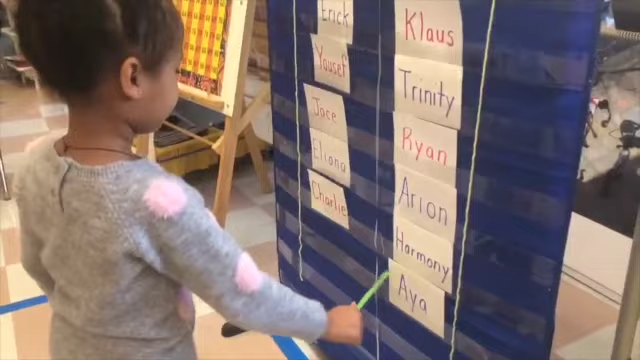 Erick
Yousef
Jace
Eliana
Charlie
Klaus
Trinity
Ryan
Arion
Harmony
Aya